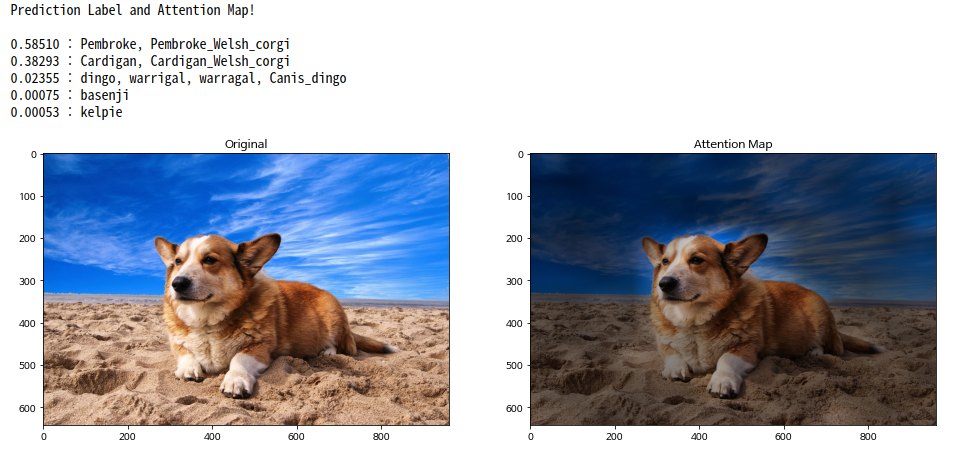 Prediction Label and Attention Map!
0.58510 : Pembroke, Pembroke_Welsh_corgi
0.38293 : Cardigan, Cardigan_Welsh_corgi
0.02355 : dingo, warrigal, warragal, Canis_dingo
0.00075 : basenji
0.00053 : kelpie
Original
0
100
200
300
400
500
600
0 200 400 600 800
Attention Map
0
100
200
300
400
500
600
0 200 400 600 800